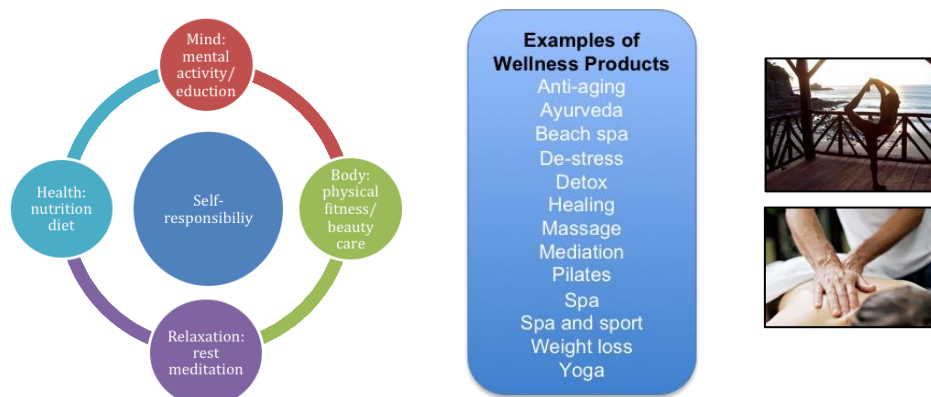 Mind:
mental
activity/
eduction
Health:
nutrition
diet
Self-
responsibiliy
Body:
physical
fitness/
beauty
care
Relaxation:
rest
meditation
Examples of
Wellness Products
Anti-aging
Ayurveda
Beach spa
De-stress
Detox
Healing
Massage
Mediation
Pilates
Spa
Spa and sport
Weight loss
Yoga